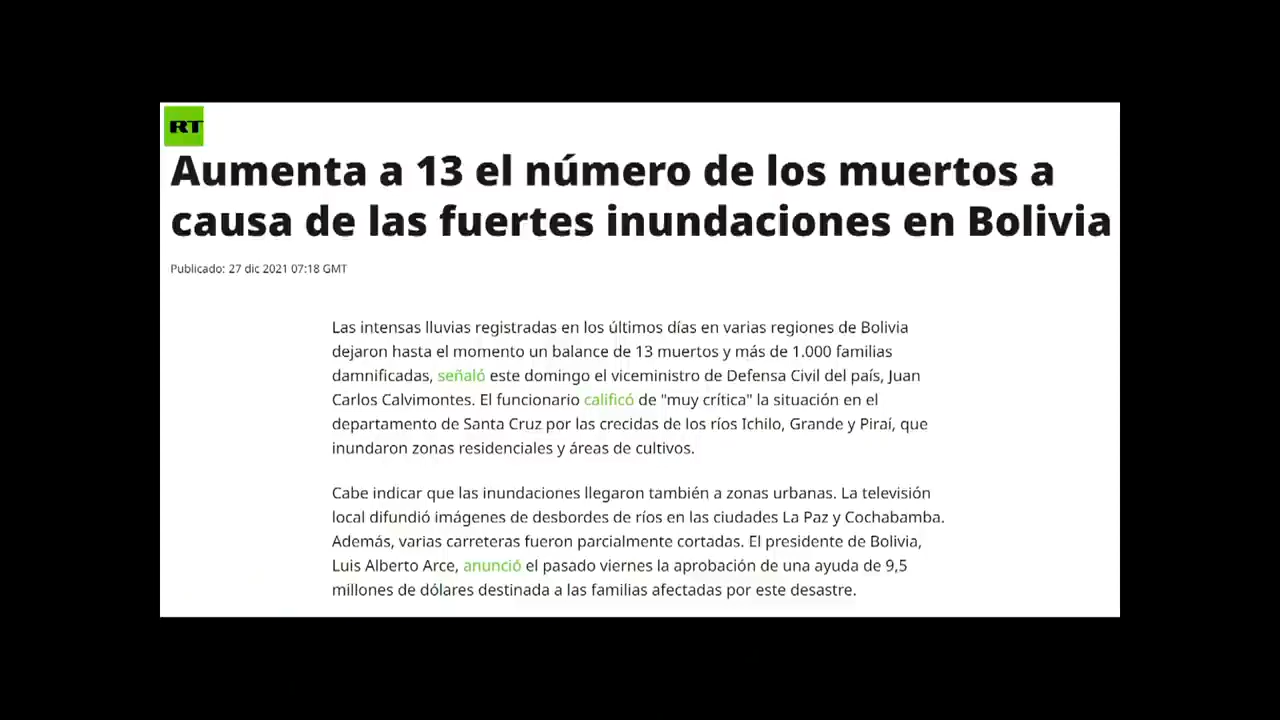 RT
Aumenta a 13 el número de los muertos a
causa de las fuertes inundaciones en Bolivia
Publicado: 27 dic 2021 07:18 GMT
Las intensas lluvias registradas en los últimos días en varias regiones de Bolivia
dejaron hasta el momento un balance de 13 muertos y más de 1.000 familias
damnificadas, señaló este domingo el viceministro de Defensa Civil del país, Juan
Carlos Calvimontes. El funcionario calificó de "muy crítica" la situación en el
departamento de Santa Cruz por las crecidas de los ríos Ichilo, Grande y Piraí, que
inundaron zonas residenciales y áreas de cultivos.
Cabe indicar que las inundaciones llegaron también a zonas urbanas. La televisión
local difundió imágenes de desbordes de ríos en las ciudades La Paz y Cochabamba.
Además, varias carreteras fueron parcialmente cortadas. El presidente de Bolivia,
Luis Alberto Arce, anunció el pasado viernes la aprobación de una ayuda de 9,5
millones de dólares destinada a las familias afectadas por este desastre.